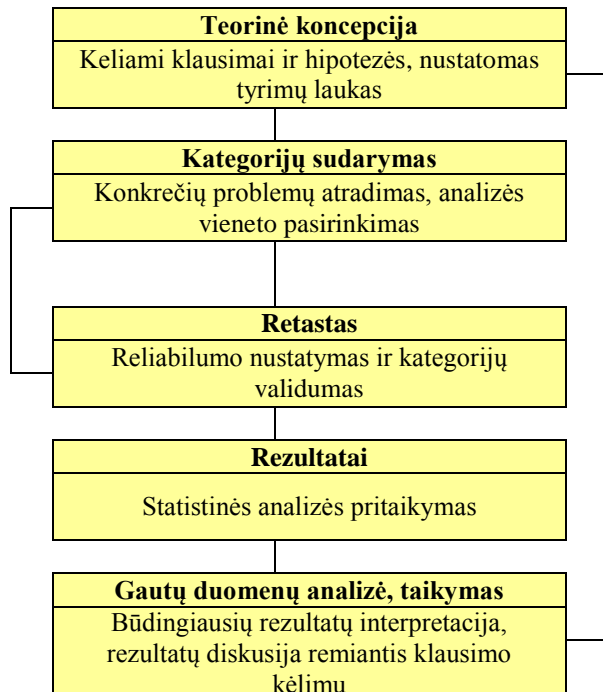 Teorinė koncepcija
Keliami klausimai ir hipotezės, nustatomas
tyrimų laukas
Kategorijų sudarymas
Konkrečių problemų atradimas, analizės
vieneto pasirinkimas
Retastas
Reliabilumo nustatymas ir kategorijų
validumas
Rezultatai
Statistinės analizės pritaikymas
Gautų duomenų analizė, taikymas
Būdingiausių rezultatų interpretacija,
rezultatų diskusija remiantis klausimo
kėlimu